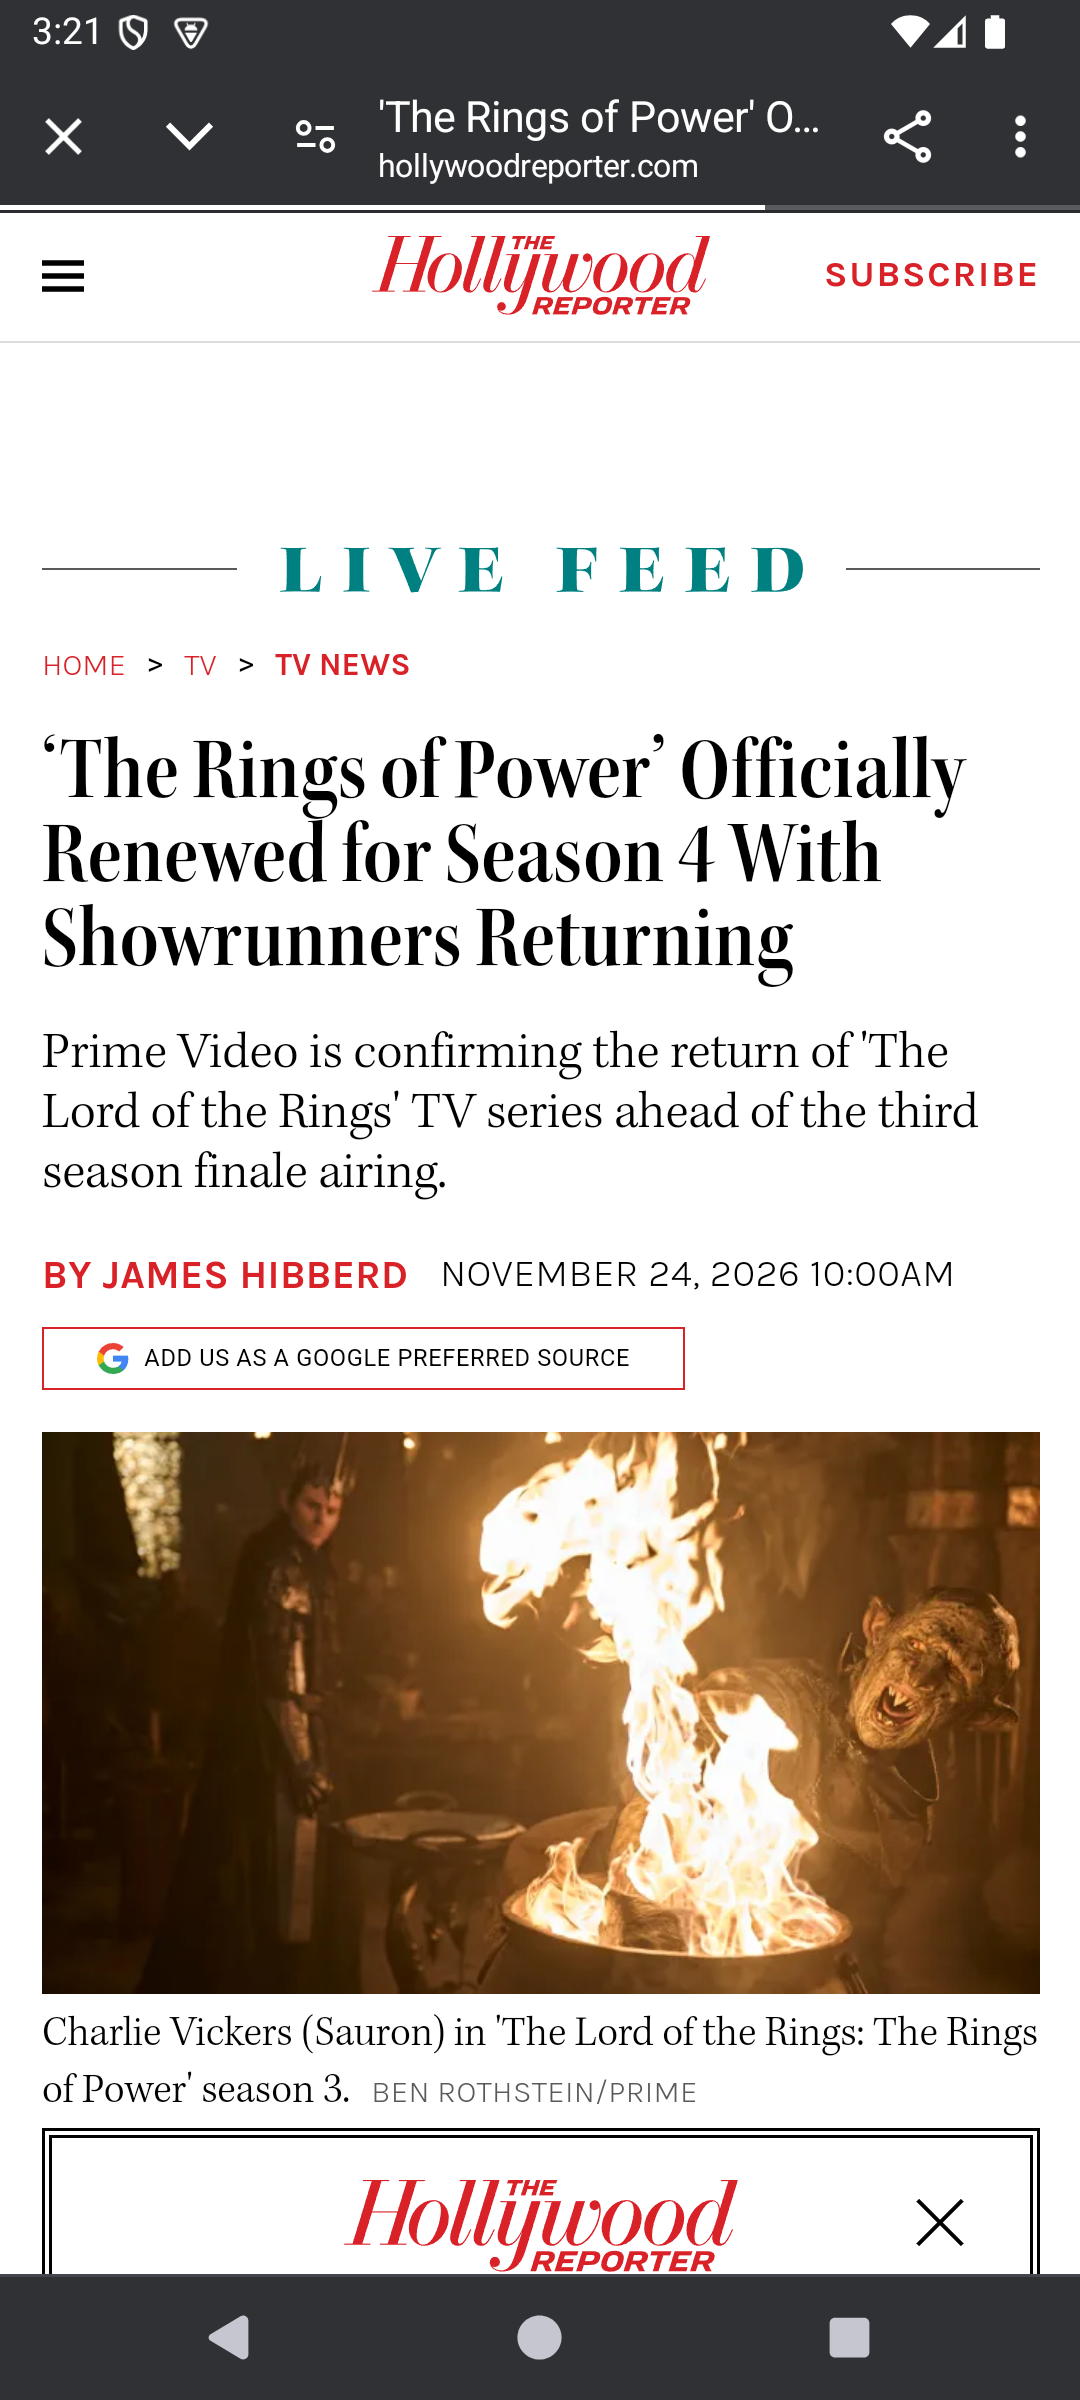 3:21
'The Rings of Power' O...
hollywoodreporter.com
THE
Hollywood
REPORTER
SUBSCRIBE
LIVE FEED
HOME > TV > TV NEWS
‘The Rings of Power’ Officially
Renewed for Season 4 With
Showrunners Returning
Prime Video is confirming the return of 'The
Lord of the Rings' TV series ahead of the third
season finale airing.
BY JAMES HIBBERD NOVEMBER 24, 2026 10:00AM
ADD US AS A GOOGLE PREFERRED SOURCE
Charlie Vickers (Sauron) in 'The Lord of the Rings: The Rings
of Power' season 3. BEN ROTHSTEIN/PRIME
THE
Hollywood
REPORTER